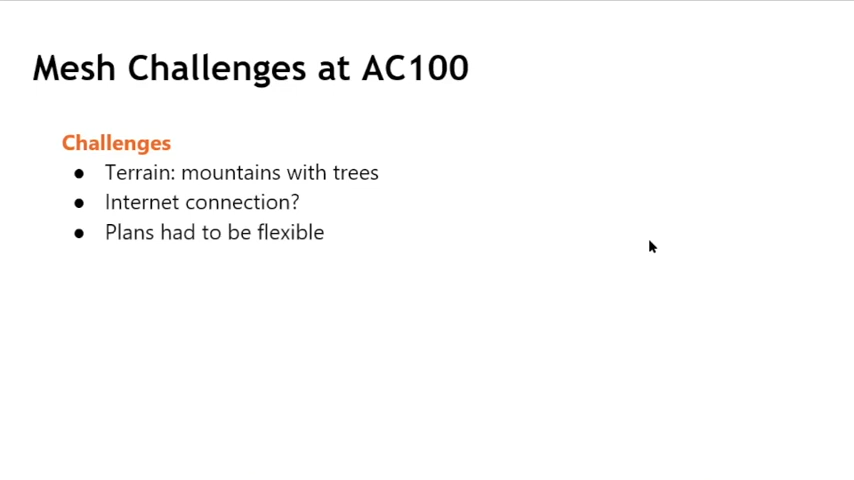 Mesh Challenges at AC100
Challenges
● Terrain: mountains with trees
● Internet connection?
● Plans had to be flexible